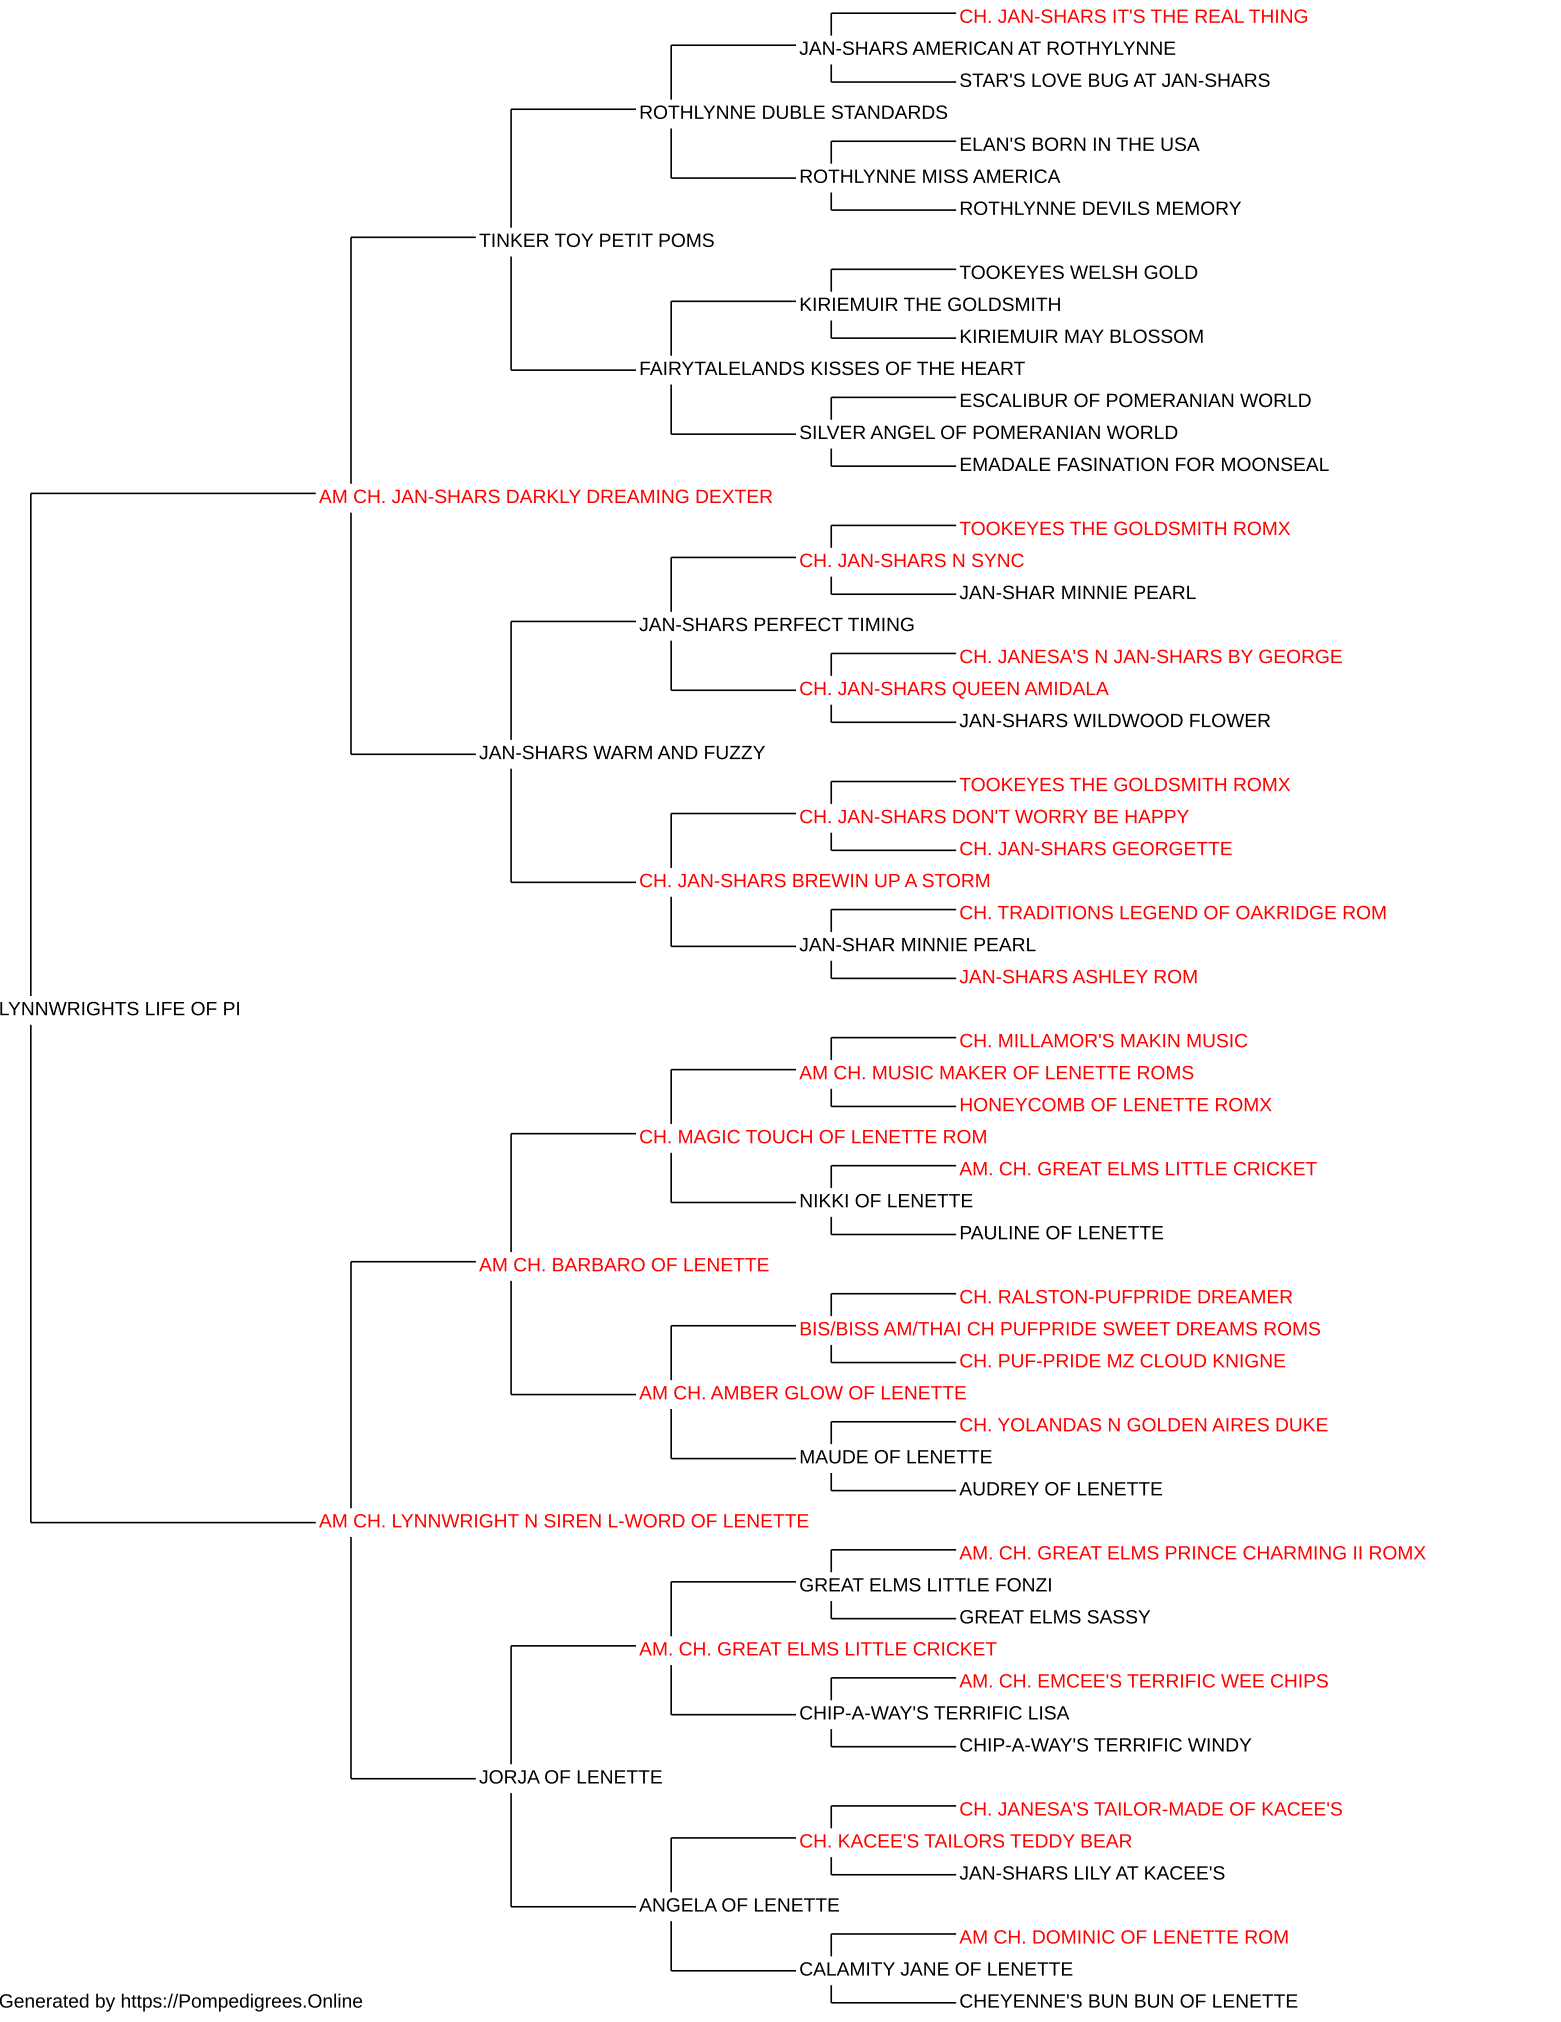 CH. JAN-SHARS IT'S THE REAL THING
JAN-SHARS AMERICAN AT ROTHYLYNNE
STAR'S LOVE BUG AT JAN-SHARS
ROTHLYNNE DUBLE STANDARDS
ELAN'S BORN IN THE USA
ROTHLYNNE MISS AMERICA
ROTHLYNNE DEVILS MEMORY
TINKER TOY PETIT POMS
TOOKEYES WELSH GOLD
KIRIEMUIR THE GOLDSMITH
KIRIEMUIR MAY BLOSSOM
FAIRYTALELANDS KISSES OF THE HEART
ESCALIBUR OF POMERANIAN WORLD
SILVER ANGEL OF POMERANIAN WORLD
EMADALE FASINATION FOR MOONSEAL
AM CH. JAN-SHARS DARKLY DREAMING DEXTER
TOOKEYES THE GOLDSMITH ROMX
CH. JAN-SHARS N SYNC
JAN-SHAR MINNIE PEARL
JAN-SHARS PERFECT TIMING
CH. JANESA'S N JAN-SHARS BY GEORGE
CH. JAN-SHARS QUEEN AMIDALA
JAN-SHARS WILDWOOD FLOWER
JAN-SHARS WARM AND FUZZY
TOOKEYES THE GOLDSMITH ROMX
CH. JAN-SHARS DON'T WORRY BE HAPPY
CH. JAN-SHARS GEORGETTE
CH. JAN-SHARS BREWIN UP A STORM
CH. TRADITIONS LEGEND OF OAKRIDGE ROM
JAN-SHAR MINNIE PEARL
JAN-SHARS ASHLEY ROM
LYNNWRIGHTS LIFE OF PI
CH. MILLAMOR'S MAKIN MUSIC
AM CH. MUSIC MAKER OF LENETTE ROMS
HONEYCOMB OF LENETTE ROMX
CH. MAGIC TOUCH OF LENETTE ROM
AM. CH. GREAT ELMS LITTLE CRICKET
NIKKI OF LENETTE
PAULINE OF LENETTE
AM CH. BARBARO OF LENETTE
CH. RALSTON-PUFPRIDE DREAMER
BIS/BISS AM/THAI CH PUFPRIDE SWEET DREAMS ROMS
CH. PUF-PRIDE MZ CLOUD KNIGNE
AM CH. AMBER GLOW OF LENETTE
CH. YOLANDAS N GOLDEN AIRES DUKE
MAUDE OF LENETTE
AUDREY OF LENETTE
AM CH. LYNNWRIGHT N SIREN L-WORD OF LENETTE
AM. CH. GREAT ELMS PRINCE CHARMING II ROMX
GREAT ELMS LITTLE FONZI
GREAT ELMS SASSY
AM. CH. GREAT ELMS LITTLE CRICKET
AM. CH. EMCEE'S TERRIFIC WEE CHIPS
CHIP-A-WAY'S TERRIFIC LISA
CHIP-A-WAY'S TERRIFIC WINDY
JORJA OF LENETTE
CH. JANESA'S TAILOR-MADE OF KACEE'S
CH. KACEE'S TAILORS TEDDY BEAR
JAN-SHARS LILY AT KACEE'S
ANGELA OF LENETTE
AM CH. DOMINIC OF LENETTE ROM
CALAMITY JANE OF LENETTE
CHEYENNE'S BUN BUN OF LENETTE
Generated by https://Pompedigrees.Online